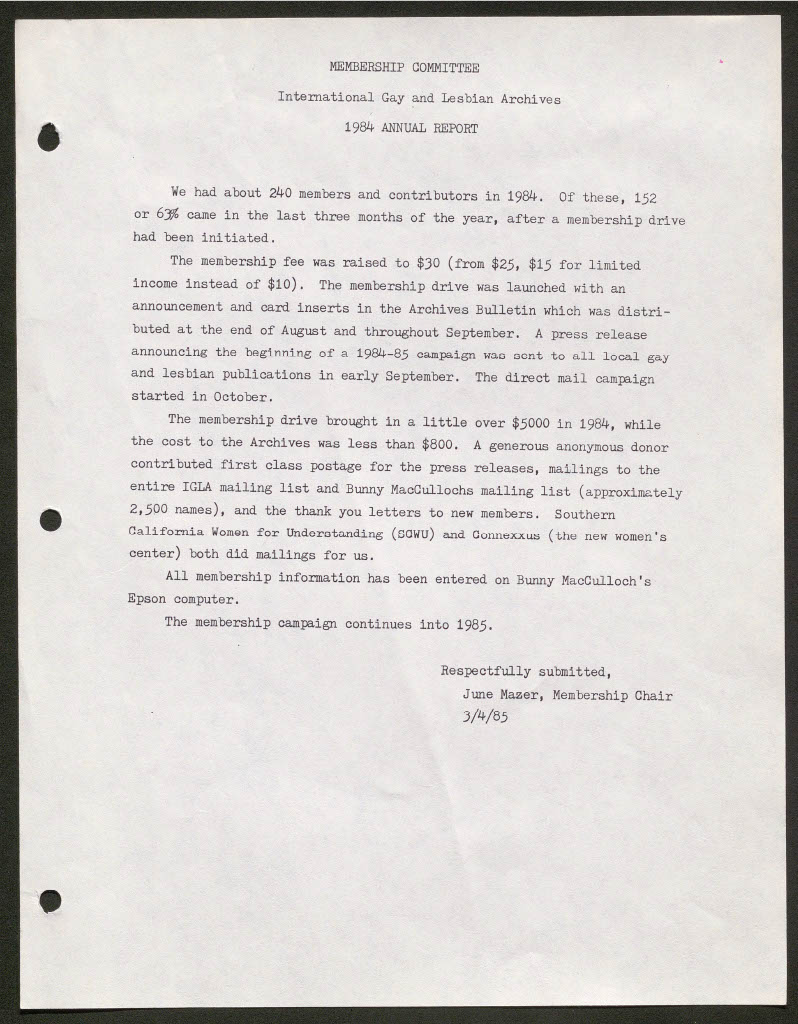 MEMBERSHIP COMMITTEE
International Gay and Lesbian Archives
1984 ANNUAL REPORT
We had about 240 members and contributors in 1984. Of these, 152
or 63% came in the last three months of the year, after a membership drive
had been initiated.
The membership fee was raised to $30 (from $25, $15 for limited
income instead of $10). The membership drive was launched with an
announcement and card inserts in the Archives Bulletin which was distri-
buted at the end of August and throughout September. A press release
announcing the beginning of a 1984-85 campaign was sent to all local gay
and lesbian publications in early September. The direct mail campaign
started in October.
The membership drive brought in a little over $5000 in 1984, while
the cost to the Archives was less than $800. A generous anonymous donor
contributed first class postage for the press releases, mailings to the
entire IGLA mailing list and Bunny MacCullochs mailing list (approximately
2,500 names), and the thank you letters to new members. Southern
California Women for Understanding (SCWU) and Connexxus (the new women's
center) both did mailings for us.
All membership information has been entered on Bunny MacCulloch's
Epson computer.
The membership campaign continues into 1985.
Respectfully submitted,
June Mazer, Membership Chair
3/4/85